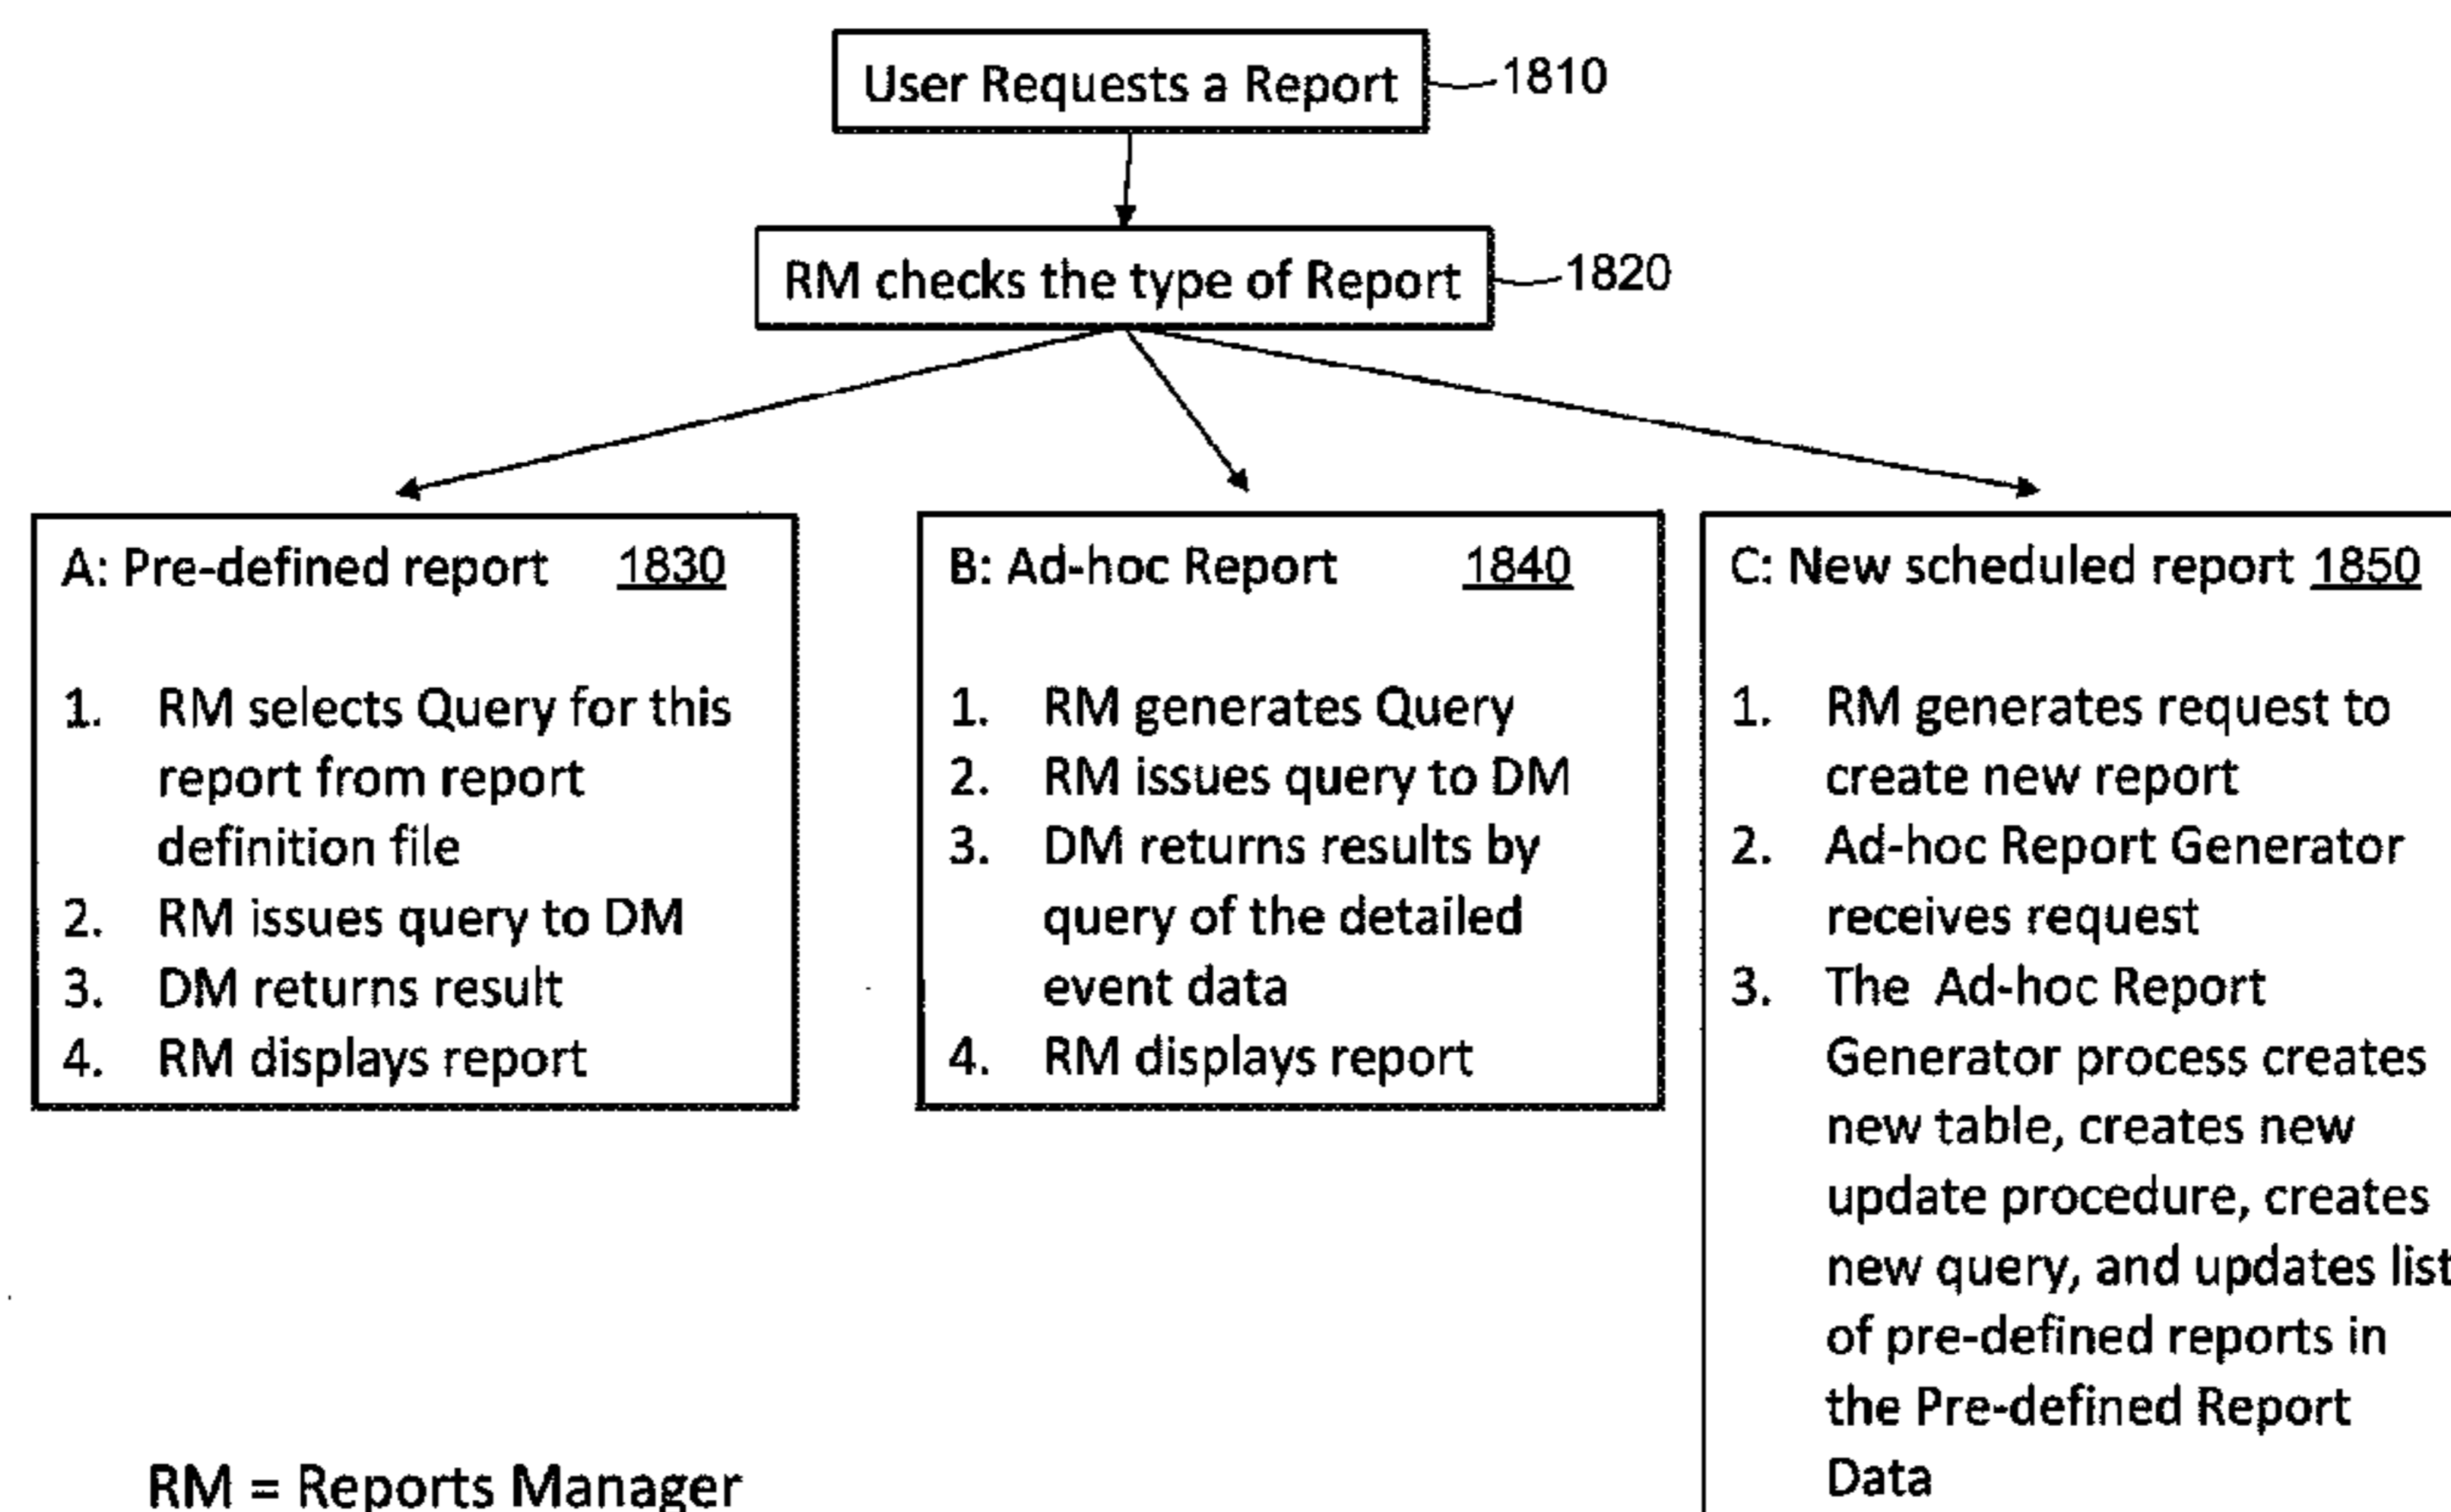 User Requests a Report
1810
RM checks the type of Report
1820
A: Pre-defined report 1830
1. RM selects Query for this
report from report
definition file
2. RM issues query to DM
3. DM returns result
4. RM displays report
B: Ad-hoc Report 1840
1. RM generates Query
2. RM issues query to DM
3. DM returns results by
query of the detailed
event data
4. RM displays report
C: New scheduled report 1850
1. RM generates request to
create new report
2. Ad-hoc Report Generator
receives request
3. The Ad-hoc Report
Generator process creates
new table, creates new
update procedure, creates
new query, and updates list
of pre-defined reports in
the Pre-defined Report
Data
RM = Reports Manager